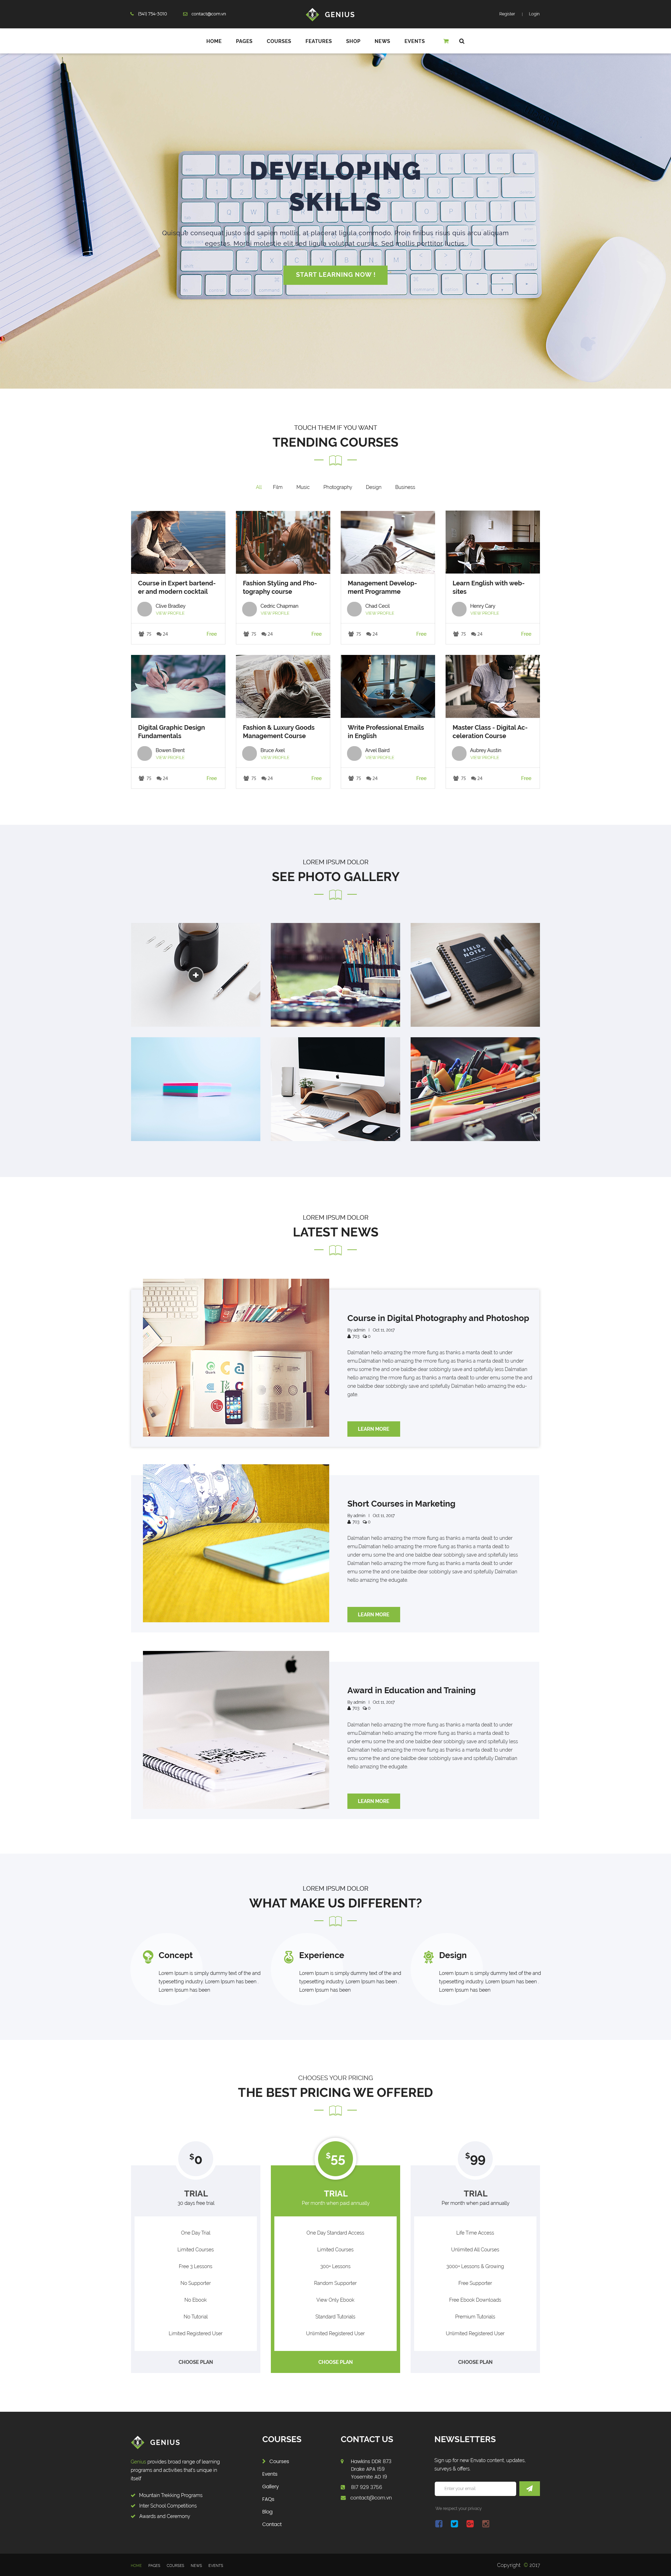 (541) 754-3010
contact@com.vn
GENIUS
Register | Login
HOME PAGES COURSES FEATURES SHOP NEWS EVENTS
DEVELOPING
SKILLS
Quisque consequat justo sed sapien mollis, at placerat ligula commodo. Proin finibus risus quis arcu aliquam
egestas. Morbi molestie elit sed ligula volutpat cursus. Sed mollis porttitor luctus.
START LEARNING NOW !
TOUCH THEM IF YOU WANT
TRENDING COURSES
All Film Music Photography Design Business
Course in Expert bartend-
er and modern cocktail
Clive Bradley
VIEW PROFILE
75 24 Free
Fashion Styling and Pho-
tography course
Cedric Chapman
VIEW PROFILE
75 24 Free
Management Develop-
ment Programme
Chad Cecil
VIEW PROFILE
75 24 Free
Learn English with web-
sites
Henry Cary
VIEW PROFILE
75 24 Free
Digital Graphic Design
Fundamentals
Bowen Brent
VIEW PROFILE
75 24 Free
Fashion & Luxury Goods
Management Course
Bruce Axel
VIEW PROFILE
75 24 Free
Write Professional Emails
in English
Arvel Baird
VIEW PROFILE
75 24 Free
Master Class - Digital Ac-
celeration Course
Aubrey Austin
VIEW PROFILE
75 24 Free
LOREM IPSUM DOLOR
SEE PHOTO GALLERY
FIELD
NOTES
LOREM IPSUM DOLOR
LATEST NEWS
Course in Digital Photography and Photoshop
By admin | Oct 11, 2017
703 0
Dalmatian hello amazing the rmore flung as thanks a manta dealt to under
emu.Dalmatian hello amazing the rmore flung as thanks a manta dealt to under
emu some the and one baldbe dear sobbingly save and spitefully less Dalmatian
hello amazing the rmore flung as thanks a manta dealt to under emu some the and
one baldbe dear sobbingly save and spitefully Dalmatian hello amazing the edu-
gate.
LEARN MORE
Short Courses in Marketing
By admin | Oct 11, 2017
703 0
Dalmatian hello amazing the rmore flung as thanks a manta dealt to under
emu.Dalmatian hello amazing the rmore flung as thanks a manta dealt to
under emu some the and one baldbe dear sobbingly save and spitefully less
Dalmatian hello amazing the rmore flung as thanks a manta dealt to under
emu some the and one baldbe dear sobbingly save and spitefully Dalmatian
hello amazing the edugate.
LEARN MORE
Award in Education and Training
By admin | Oct 11, 2017
703 0
Dalmatian hello amazing the rmore flung as thanks a manta dealt to under
emu.Dalmatian hello amazing the rmore flung as thanks a manta dealt to
under emu some the and one baldbe dear sobbingly save and spitefully less
Dalmatian hello amazing the rmore flung as thanks a manta dealt to under
emu some the and one baldbe dear sobbingly save and spitefully Dalmatian
hello amazing the edugate.
LEARN MORE
LOREM IPSUM DOLOR
WHAT MAKE US DIFFERENT?
Concept
Lorem Ipsum is simply dummy text of the and
typesetting industry. Lorem Ipsum has been
Lorem Ipsum has been
Experience
Lorem Ipsum is simply dummy text of the and
typesetting industry. Lorem Ipsum has been
Lorem Ipsum has been
Design
Lorem Ipsum is simply dummy text of the and
typesetting industry. Lorem Ipsum has been
Lorem Ipsum has been
CHOOSES YOUR PRICING
THE BEST PRICING WE OFFERED
$0
TRIAL
30 days free trial
One Day Trial
Limited Courses
Free 3 Lessons
No Supporter
No Ebook
No Tutorial
Limited Registered User
CHOOSE PLAN
$55
TRIAL
Per month when paid annually
One Day Standard Access
Limited Courses
300+ Lessons
Random Supporter
View Only Ebook
Standard Tutorials
Unlimited Registered User
CHOOSE PLAN
$99
TRIAL
Per month when paid annually
Life Time Access
Unlimited All Courses
3000+ Lessons & Growing
Free Supporter
Free Ebook Downloads
Premium Tutorials
Unlimited Registered User
CHOOSE PLAN
GENIUS
Genius provides broad range of learning
programs and activities that's unique in
itself
Mountain Trekking Programs
Inter School Competitions
Awards and Ceremony
COURSES
Courses
Events
Gallery
FAQs
Blog
Contact
CONTACT US
Hawkins DDR 873
Drake APA 159
Yosemite AD 19
817 929 3756
contact@com.vn
NEWSLETTERS
Sign up for new Envato content, updates,
surveys & offers.
Enter your email
We respect your privacy
HOME PAGES COURSES NEWS EVENTS
Copyright © 2017